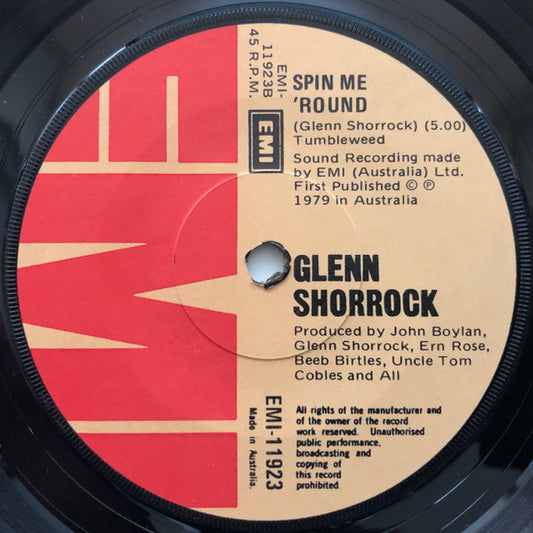 SPIN ME
'ROUND
(Glenn Shorrock) (5.00)
Tumbleweed
Sound Recording made
by EMI (Australia) Ltd.
First Published © ℗
1979 in Australia
EMI-
11923B
45 R.P.M.
EMI
EMI
GLENN
SHORROCK
Produced by John Boylan,
Glenn Shorrock, Ern Rose,
Beeb Birtles, Uncle Tom
Cobles and All
EMI-11923
Made in Australia.
All rights of the manufacturer and
of the owner of the record
work reserved. Unauthorised
public performance,
broadcasting and
copying of
this record
prohibited.